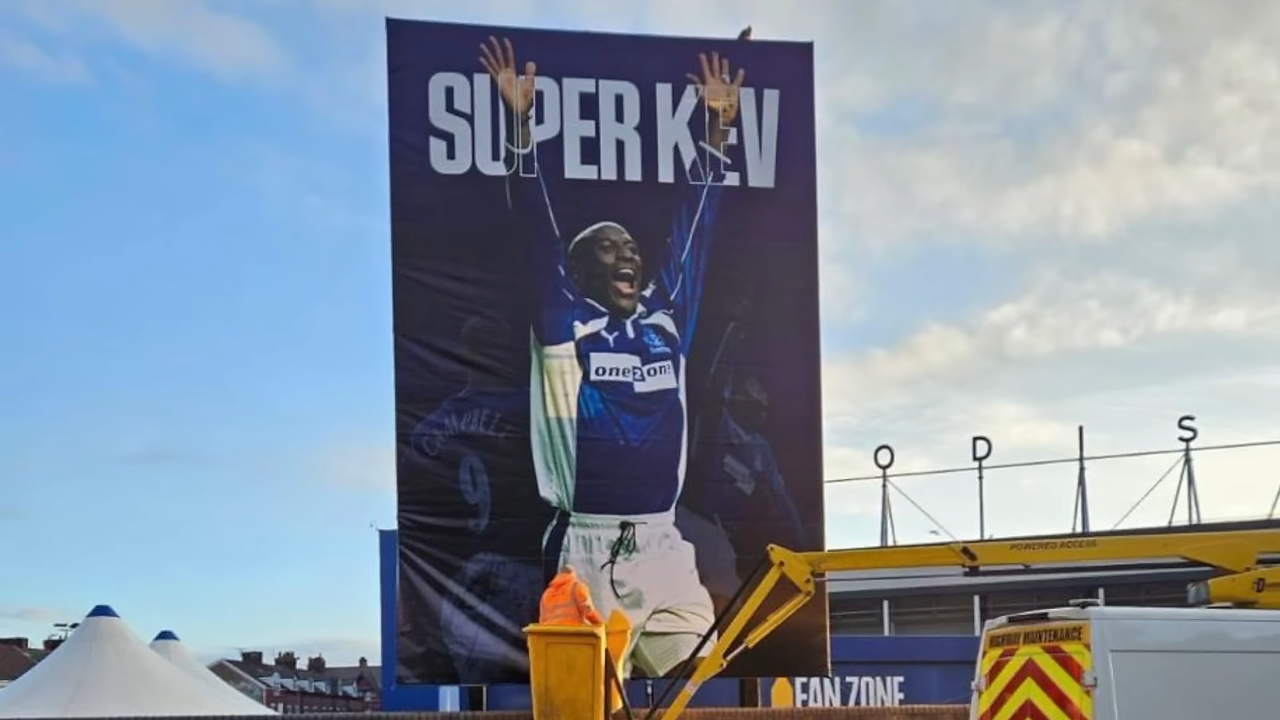 SUPER KEV
one2one
CAMPBELL
9
O D I S
POWERED ACCESS
HIGHWAY MAINTENANCE
FAN ZONE